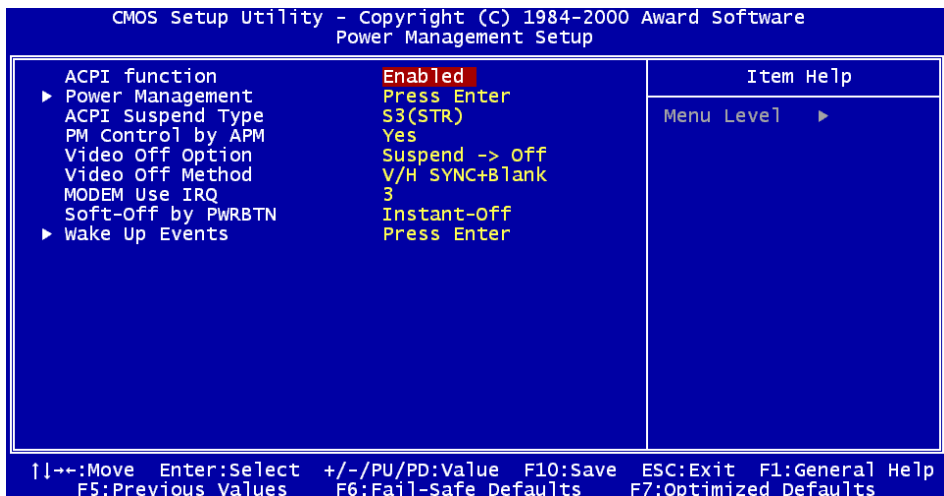 CMOS Setup Utility - Copyright (C) 1984-2000 Award Software
Power Management Setup
ACPI function Enabled
▶ Power Management Press Enter
ACPI Suspend Type S3(STR)
PM Control by APM Yes
Video Off Option Suspend -> Off
Video Off Method V/H SYNC+Blank
MODEM Use IRQ 3
Soft-Off by PWRBTN Instant-Off
▶ Wake Up Events Press Enter
Item Help
Menu Level ▶
↑↓→←:Move Enter:Select +/-/PU/PD:Value F10:Save ESC:Exit F1:General Help
F5:Previous Values F6:Fail-Safe Defaults F7:Optimized Defaults